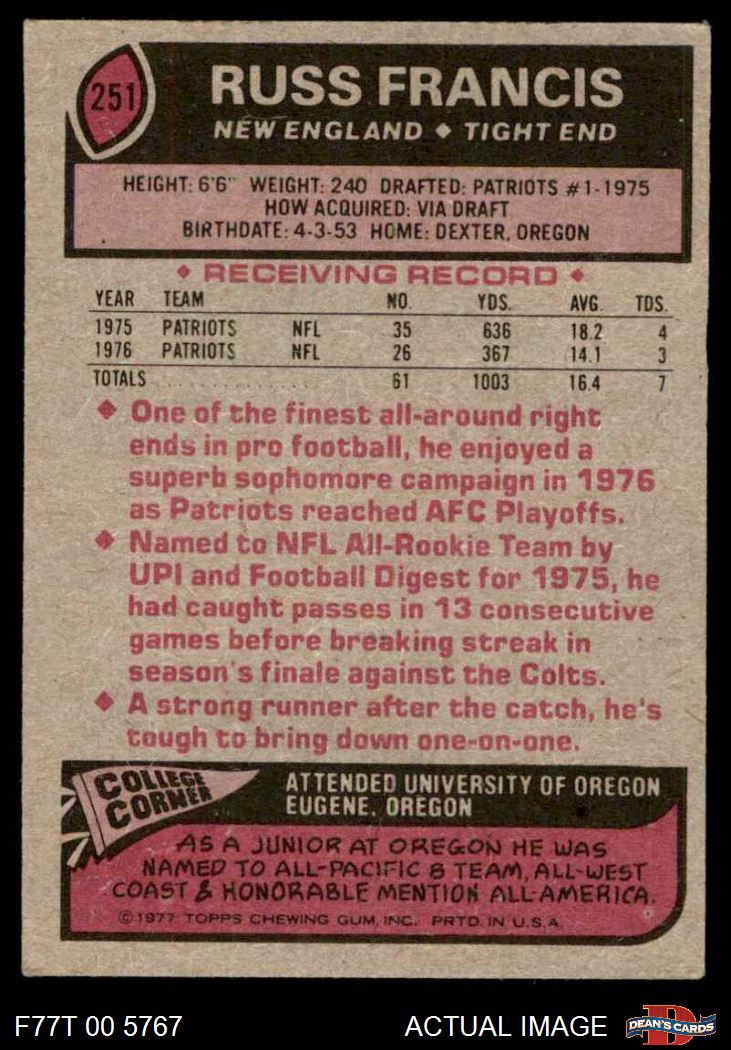 251
RUSS FRANCIS
NEW ENGLAND ◆ TIGHT END
HEIGHT: 6'6" WEIGHT: 240 DRAFTED: PATRIOTS #1-1975
HOW ACQUIRED: VIA DRAFT
BIRTHDATE: 4-3-53 HOME: DEXTER, OREGON
◆ RECEIVING RECORD ◆
YEAR TEAM NO. YDS. AVG. TDS.
1975 PATRIOTS NFL 35 636 18.2 4
1976 PATRIOTS NFL 26 367 14.1 3
TOTALS . . . . . . . . . . . . . . . . 61 1003 16.4 7
◆ One of the finest all-around right
ends in pro football, he enjoyed a
superb sophomore campaign in 1976
as Patriots reached AFC Playoffs.
◆ Named to NFL All-Rookie Team by
UPI and Football Digest for 1975, he
had caught passes in 13 consecutive
games before breaking streak in
season's finale against the Colts.
◆ A strong runner after the catch, he's
tough to bring down one-on-one.
COLLEGE
CORNER
ATTENDED UNIVERSITY OF OREGON
EUGENE, OREGON
AS A JUNIOR AT OREGON HE WAS
NAMED TO ALL-PACIFIC 8 TEAM, ALL-WEST
COAST & HONORABLE MENTION ALL-AMERICA.
©1977 TOPPS CHEWING GUM, INC. PRTD. IN U.S.A.
F77T 00 5767
ACTUAL IMAGE
D
DEAN'S CARDS